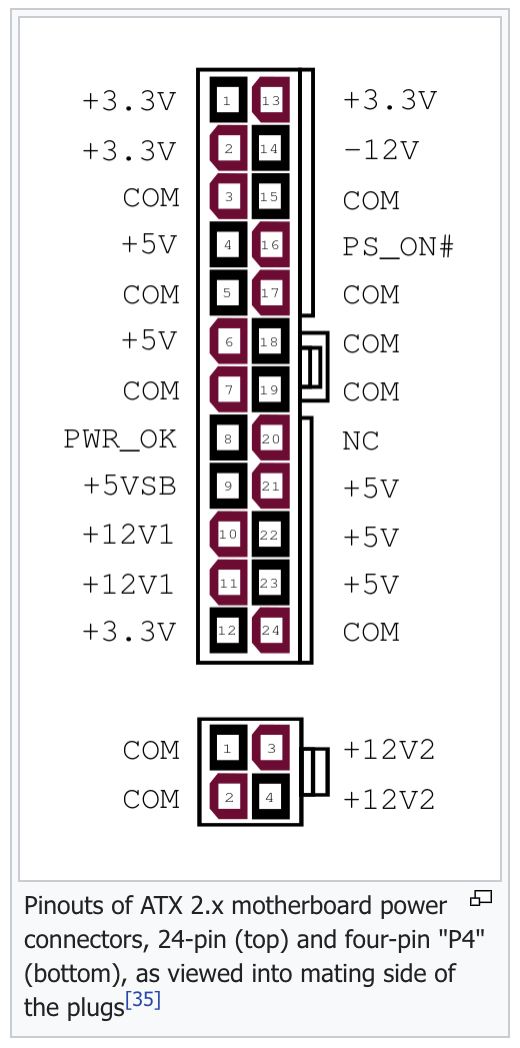 +3.3V 1 13 +3.3V
+3.3V 2 14 -12V
COM 3 15 COM
+5V 4 16 PS_ON#
COM 5 17 COM
+5V 6 18 COM
COM 7 19 COM
PWR_OK 8 20 NC
+5VSB 9 21 +5V
+12V1 10 22 +5V
+12V1 11 23 +5V
+3.3V 12 24 COM
COM 1 3 +12V2
COM 2 4 +12V2
Pinouts of ATX 2.x motherboard power
connectors, 24-pin (top) and four-pin "P4"
(bottom), as viewed into mating side of
the plugs[35]